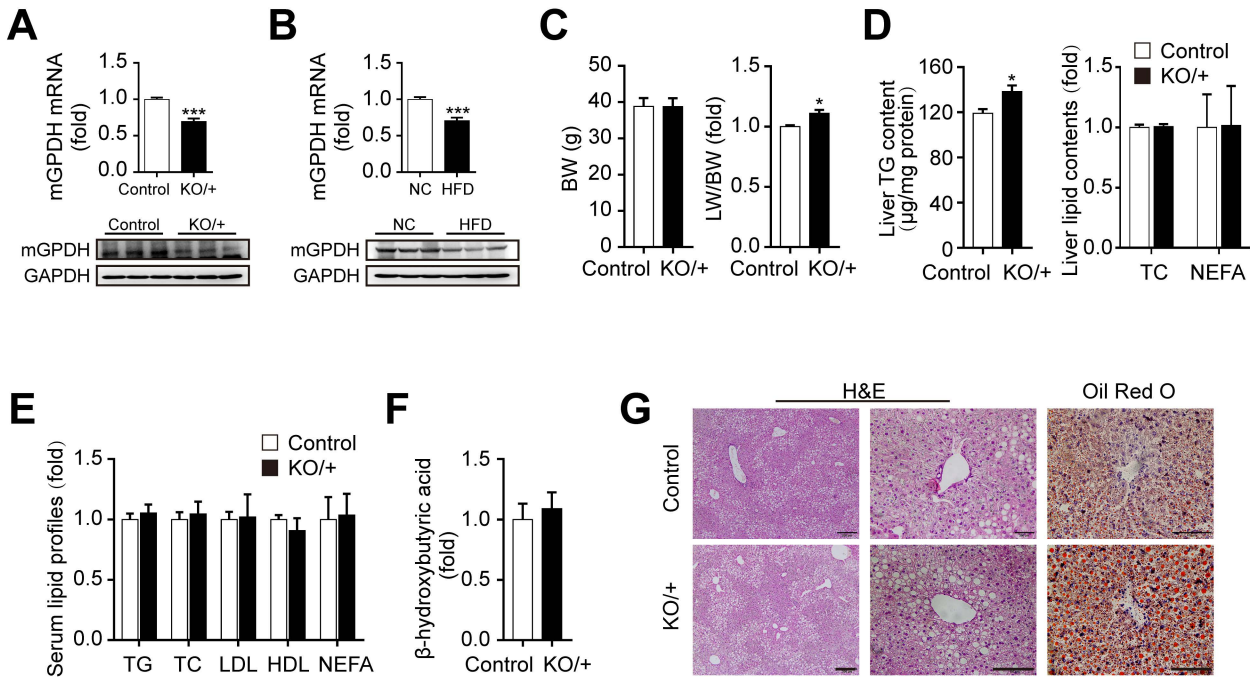 A
mGPDH mRNA
(fold)
1.5
1.0
0.5
0.0
***
Control KO/+
Control KO/+
mGPDH
GAPDH
B
mGPDH mRNA
(fold)
1.5
1.0
0.5
0.0
***
NC HFD
NC HFD
mGPDH
GAPDH
C
BW (g)
50
40
30
20
10
0
Control KO/+
LW/BW (fold)
1.5
1.0
0.5
0.0
*
Control KO/+
D
Liver TG content
(μg/mg protein)
160
120
80
40
0
*
Control KO/+
Control
KO/+
Liver lipid contents (fold)
1.5
1.0
0.5
0.0
TC NEFA
E
Control
KO/+
Serum lipid profiles (fold)
1.5
1.0
0.5
0.0
TG TC LDL HDL NEFA
F
β-hydroxybutyric acid
(fold)
1.5
1.0
0.5
0.0
Control KO/+
G
H&E Oil Red O
Control
KO/+